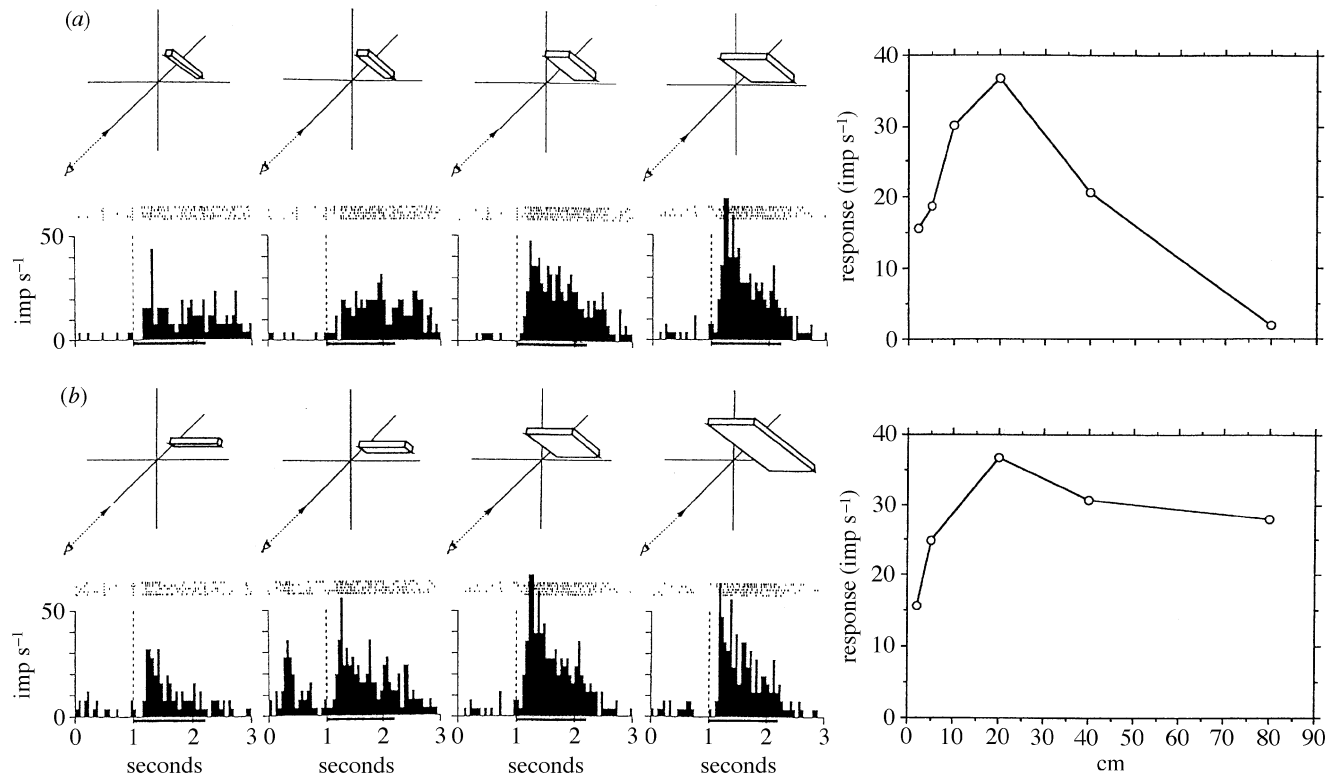 (a)
50
imp s⁻¹
0
40
30
20
10
0
response (imp s⁻¹)
(b)
50
imp s⁻¹
0
0 1 2 3 0 1 2 3 0 1 2 3 0 1 2 3
seconds seconds seconds seconds
40
30
40
10
0
response (imp s⁻¹)
0 10 20 30 40 50 60 70 80 90
cm